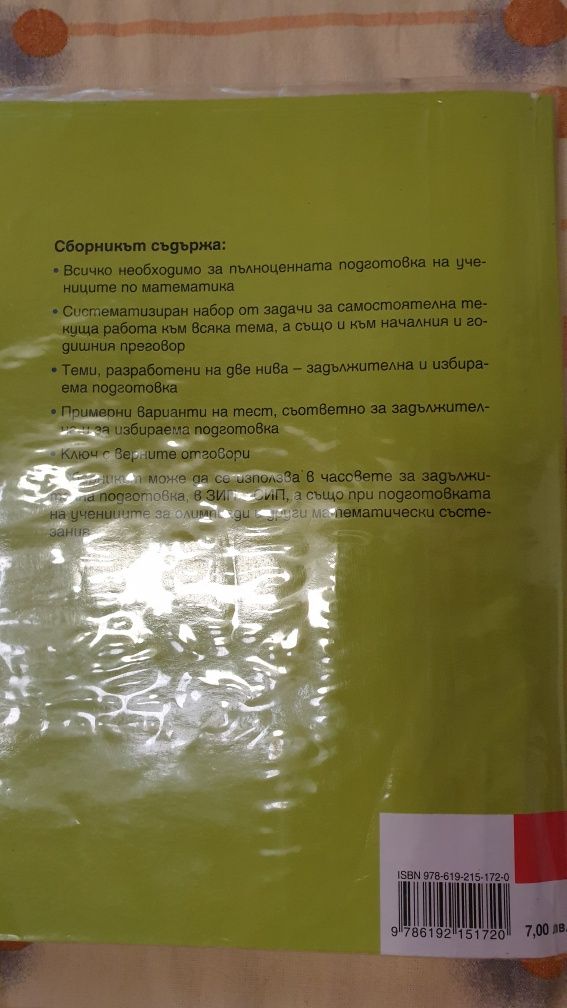 Сборникът съдържа:
• Всичко необходимо за пълноценната подготовка на уче-
ниците по математика
• Систематизиран набор от задачи за самостоятелна те-
куща работа към всяка тема, а също и към началния и го-
дишния преговор
• Теми, разработени на две нива – задължителна и избира-
ема подготовка
• Примерни варианти на тест, съответно за задължител-
на и за избираема подготовка
• Ключ с верните отговори
може да се използва в часовете за задължи-
подготовка, в ЗИП СИП, а също при подготовката
на учениците за олимпиади и други математически състе-
зания
ISBN 978-619-215-172-0
9 786192 151720
7,00 лв.